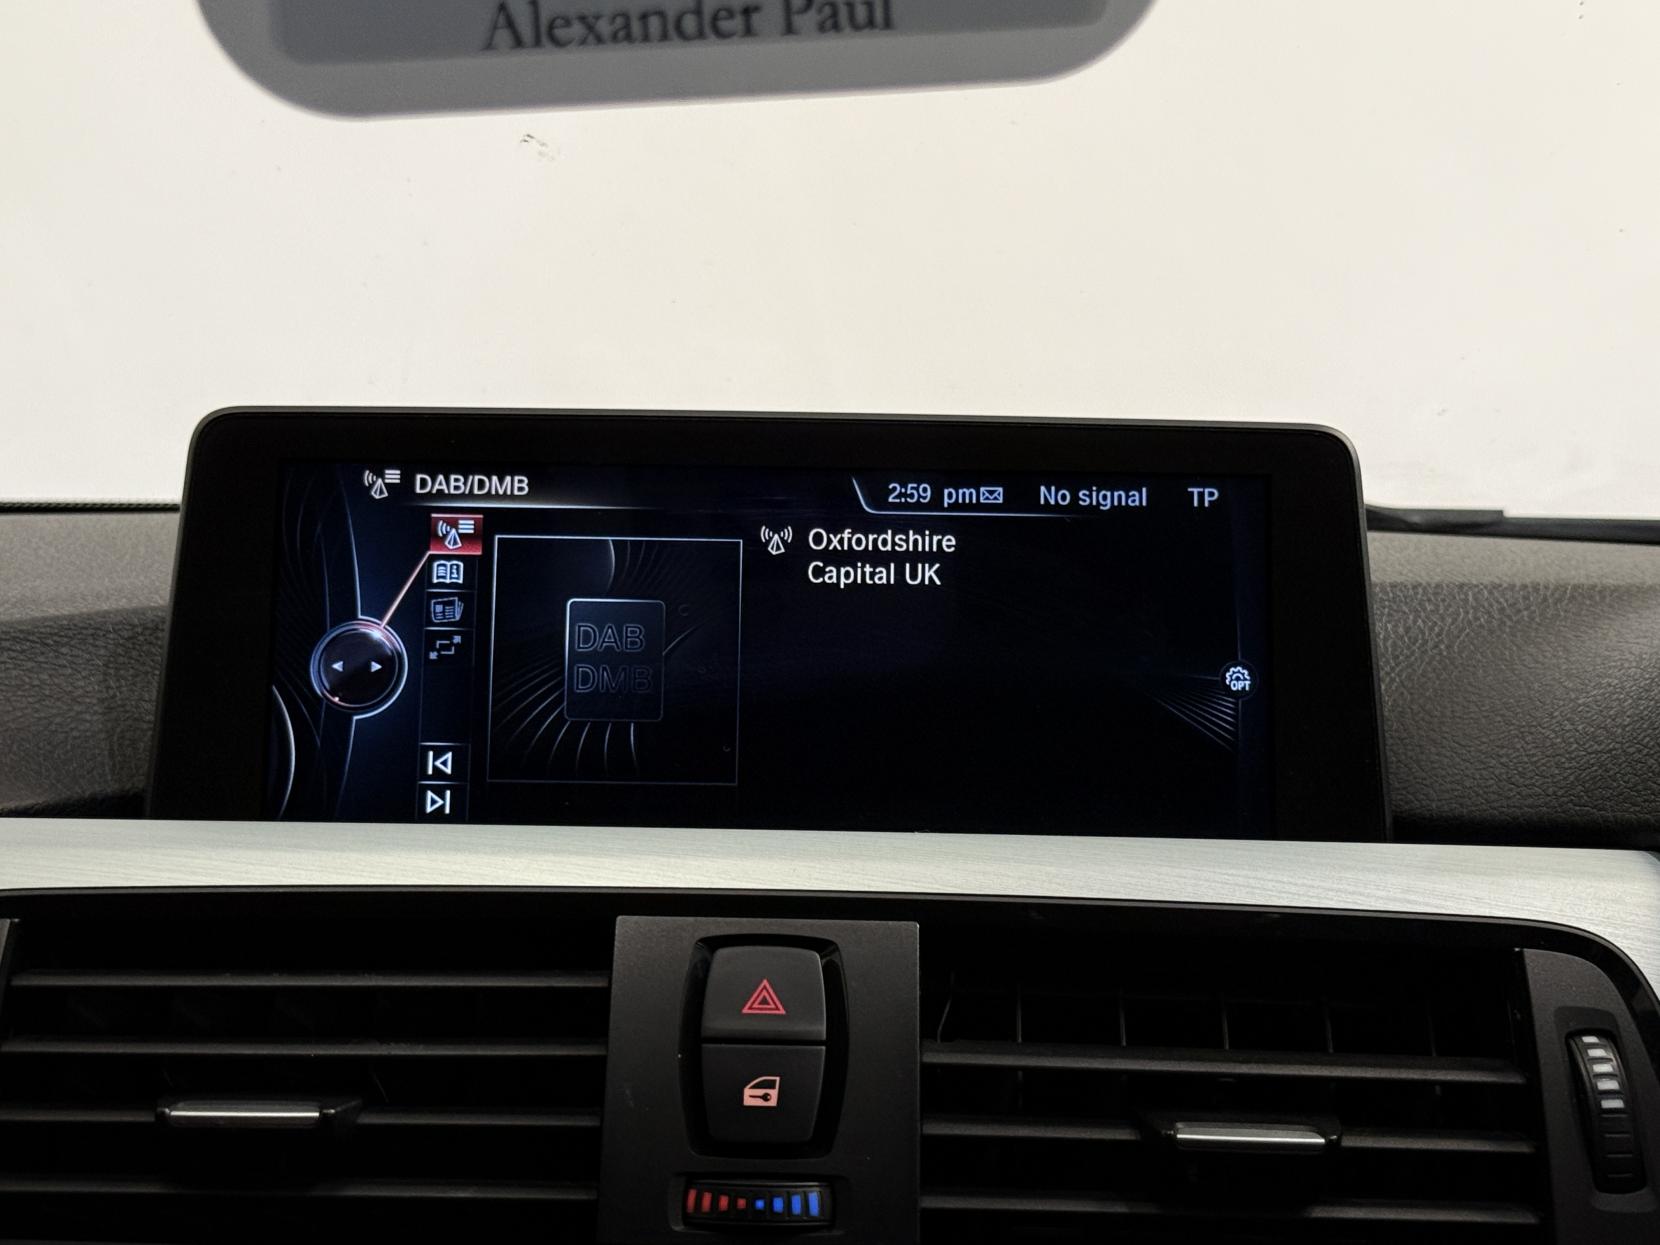 Alexander Paul
DAB/DMB
2:59 pm
No signal
TP
Oxfordshire
Capital UK
DAB
DMB
OPT